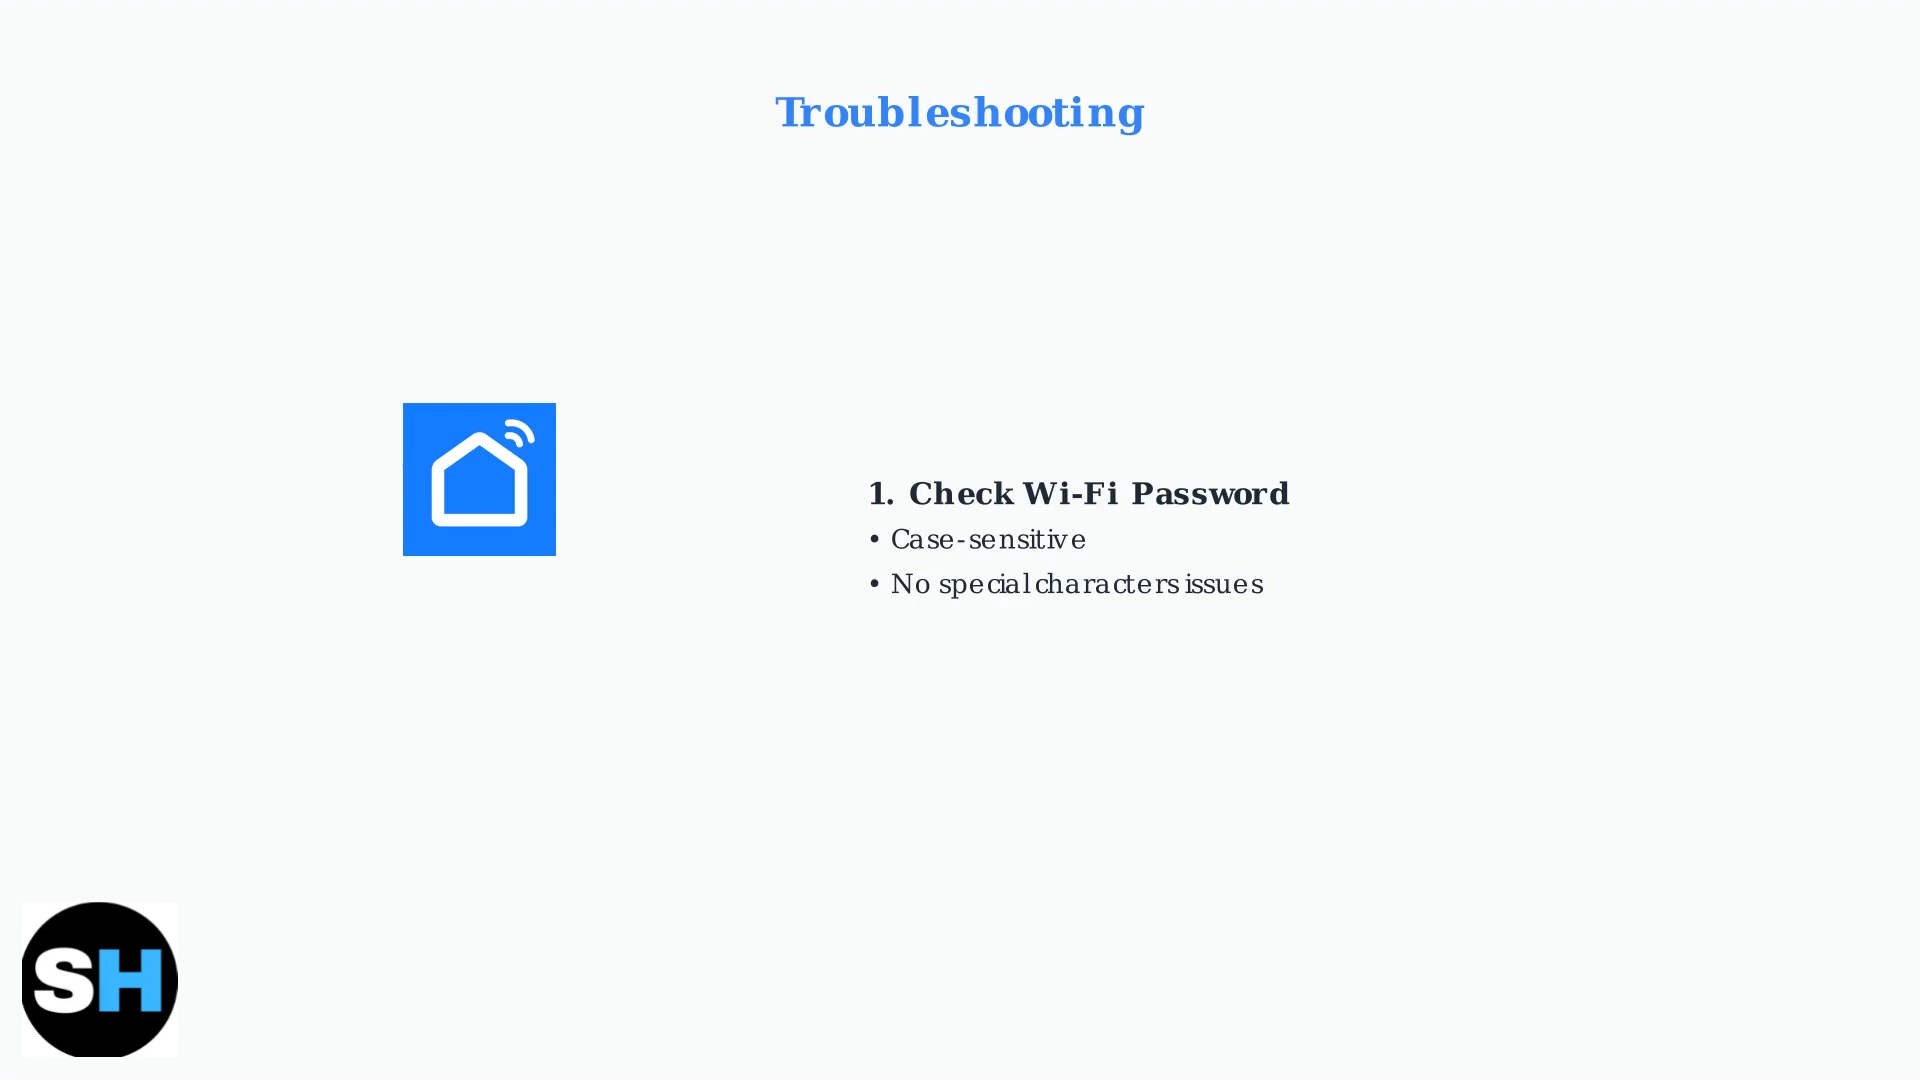 Troubleshooting
1. Check Wi-Fi Password
• Case-sensitive
• No special characters issues
SH